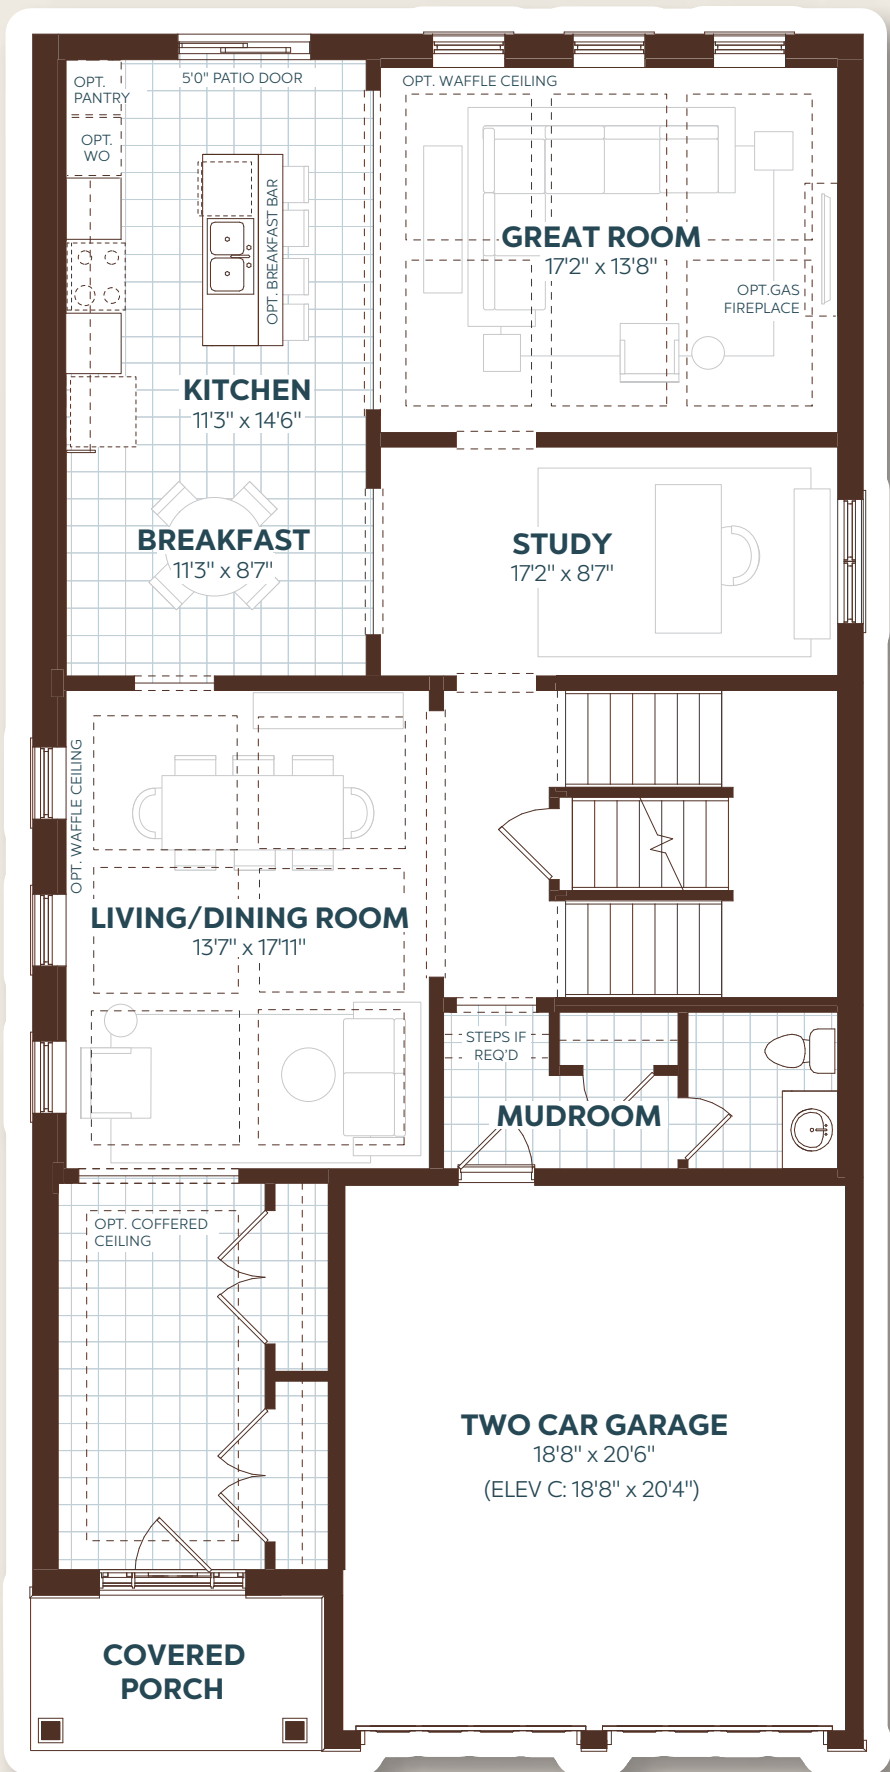 OPT.
PANTRY
5'0" PATIO DOOR
OPT. WAFFLE CEILING
OPT.
WO
OPT. BREAKFAST BAR
GREAT ROOM
17'2" x 13'8"
OPT.GAS
FIREPLACE
KITCHEN
11'3" x 14'6"
BREAKFAST
11'3" x 8'7"
STUDY
17'2" x 8'7"
OPT. WAFFLE CEILING
LIVING/DINING ROOM
13'7" x 17'11"
STEPS IF
REQ'D
MUDROOM
OPT. COFFERED
CEILING
TWO CAR GARAGE
18'8" x 20'6"
(ELEV C: 18'8" x 20'4")
COVERED
PORCH